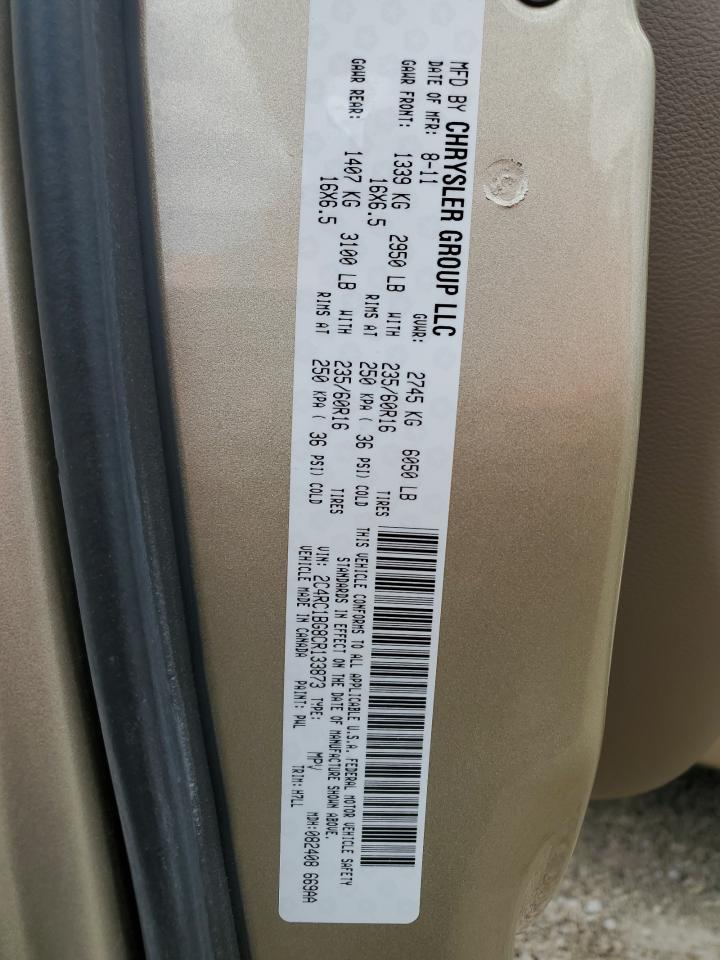 MFD BY CHRYSLER GROUP LLC
DATE OF MFR: 8-11 GVWR: 2745 KG 6050 LB
GAWR FRONT: 1339 KG 2950 LB WITH 235/60R16 TIRES
16X6.5 RIMS AT 250 KPA ( 36 PSI) COLD
GAWR REAR: 1407 KG 3100 LB WITH 235/60R16 TIRES
16X6.5 RIMS AT 250 KPA ( 36 PSI) COLD
THIS VEHICLE CONFORMS TO ALL APPLICABLE U.S.A. FEDERAL MOTOR VEHICLE SAFETY
STANDARDS IN EFFECT ON THE DATE OF MANUFACTURE SHOWN ABOVE.
VIN: 2C4RC1BG8CR133873 TYPE: MPV MDH:082408 669AA
VEHICLE MADE IN CANADA PAINT: PWL TRIM:H7LL